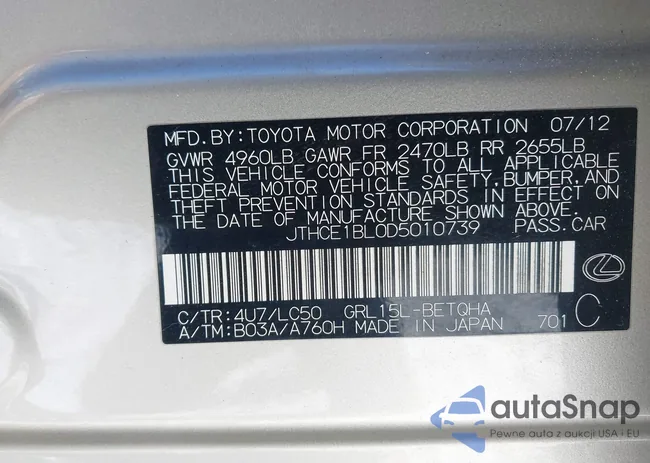 MFD.BY:TOYOTA MOTOR CORPORATION 07/12
GVWR 4960LB GAWR FR 2470LB RR 2655LB
THIS VEHICLE CONFORMS TO ALL APPLICABLE
FEDERAL MOTOR VEHICLE SAFETY,BUMPER,AND
THEFT PREVENTION STANDARDS IN EFFECT ON
THE DATE OF MANUFACTURE SHOWN ABOVE.
JTHCE1BL0D5010739 PASS.CAR
C/TR:4U7/LC50 GRL15L-BETQHA
A/TM:B03A/A760H MADE IN JAPAN 701 C
autoSnap
Pewne auta z aukcji USA i EU